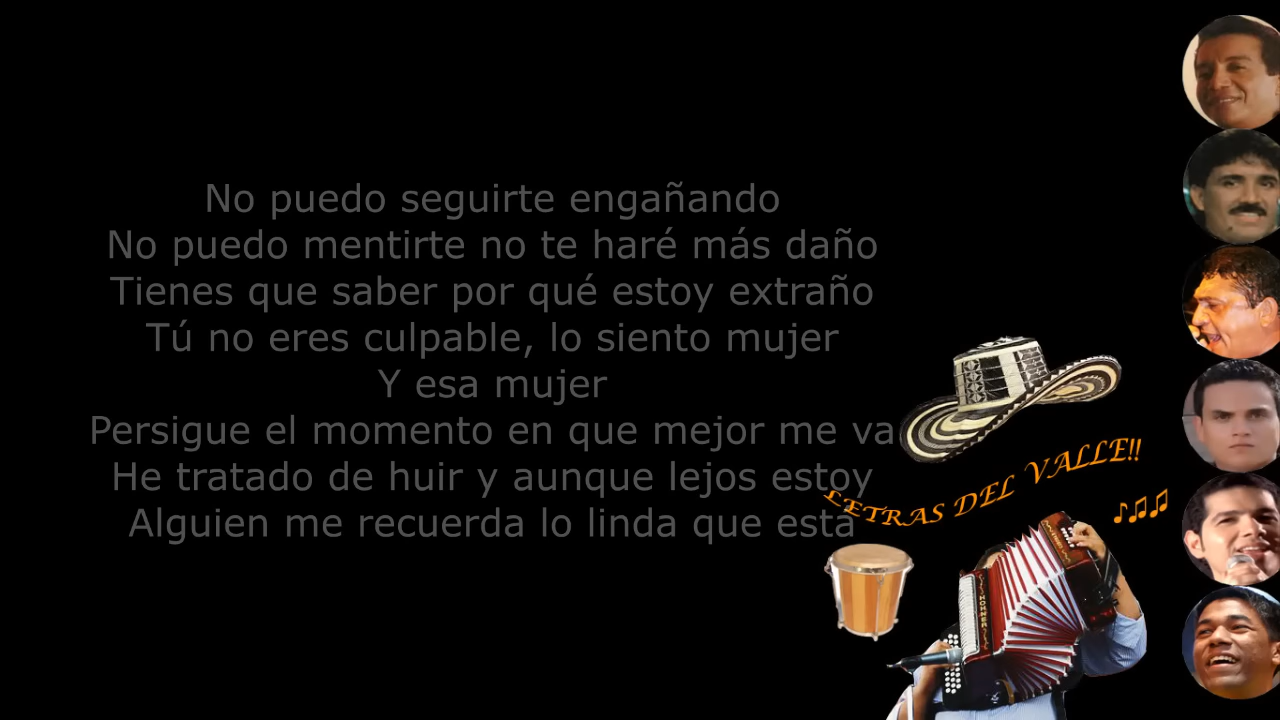 No puedo seguirte engañando
No puedo mentirte no te haré más daño
Tienes que saber por qué estoy extraño
Tú no eres culpable, lo siento mujer
Y esa mujer
Persigue el momento en que mejor me va
He tratado de huir y aunque lejos estoy
Alguien me recuerda lo linda que está
LETRAS DEL VALLE!!
HOHNER